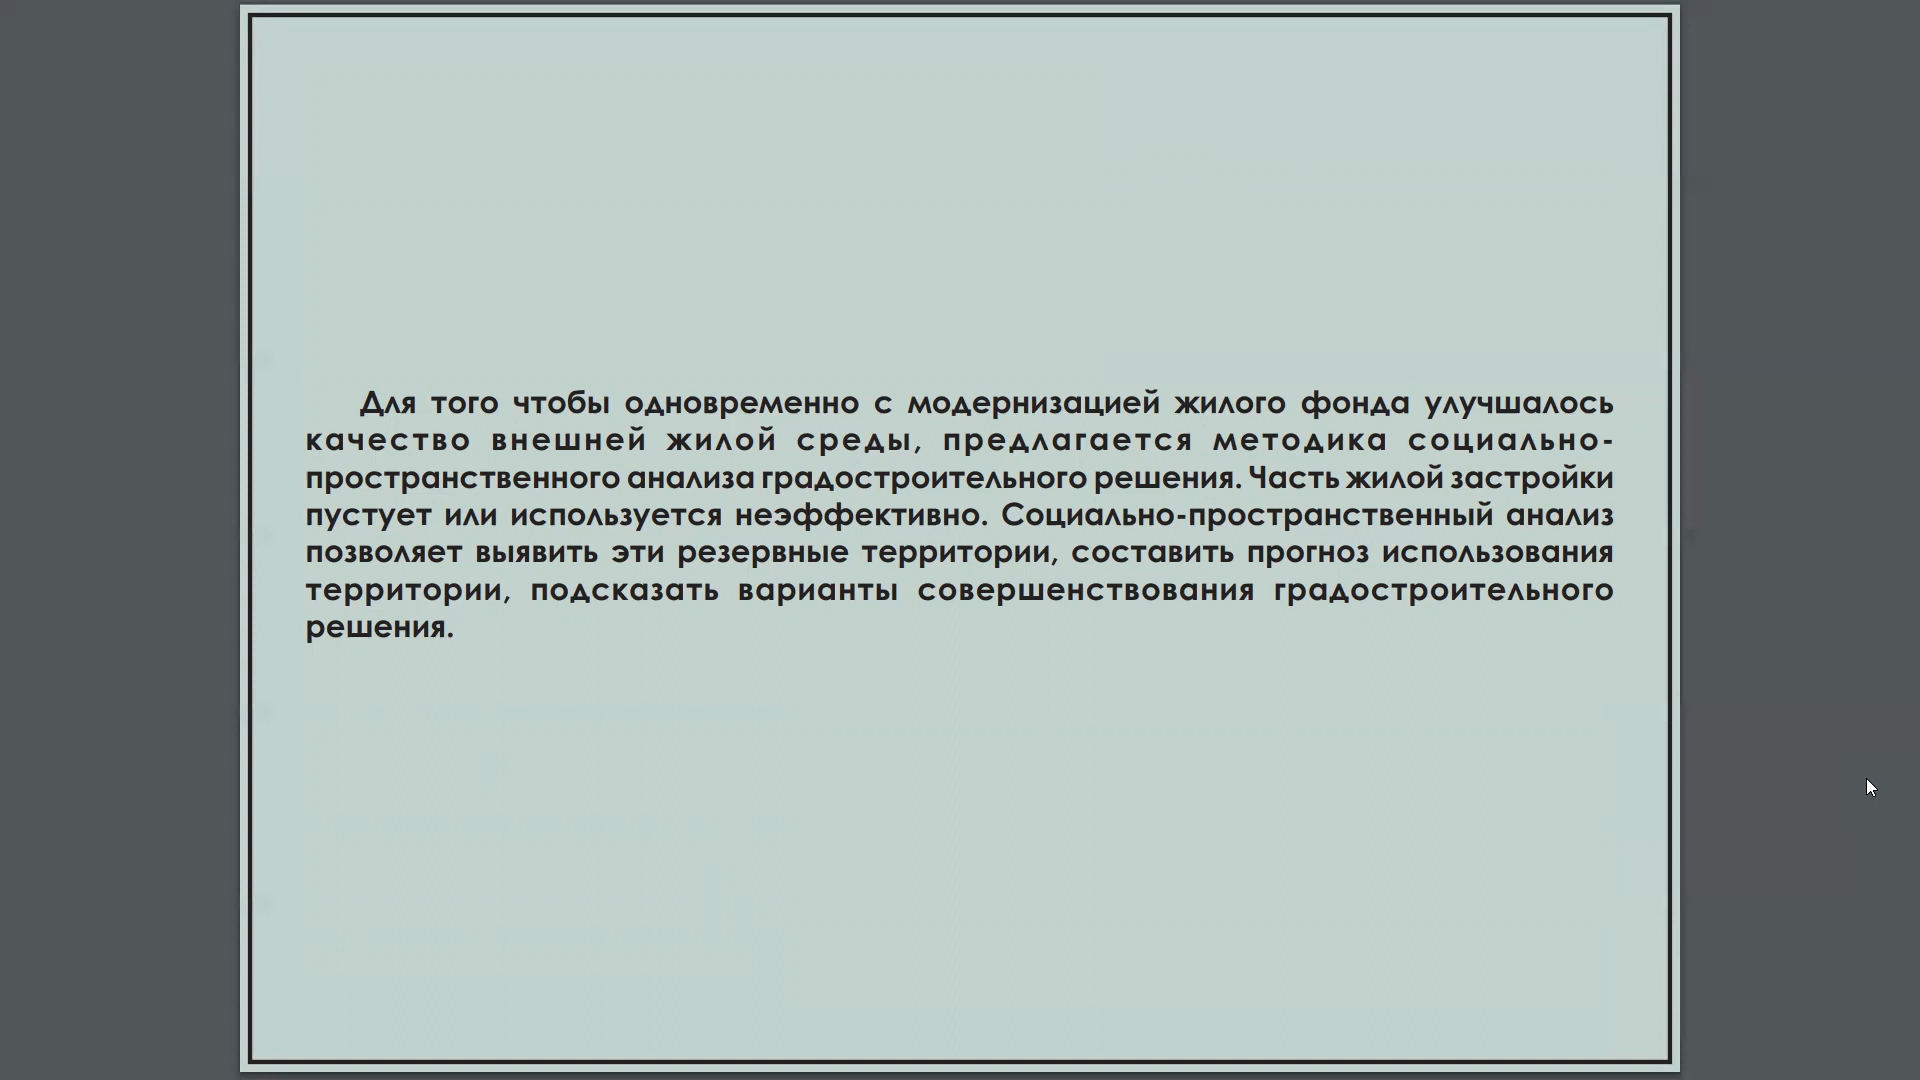 Для того чтобы одновременно с модернизацией жилого фонда улучшалось
качество внешней жилой среды, предлагается методика социально-
пространственного анализа градостроительного решения. Часть жилой застройки
пустует или используется неэффективно. Социально-пространственный анализ
позволяет выявить эти резервные территории, составить прогноз использования
территории, подсказать варианты совершенствования градостроительного
решения.